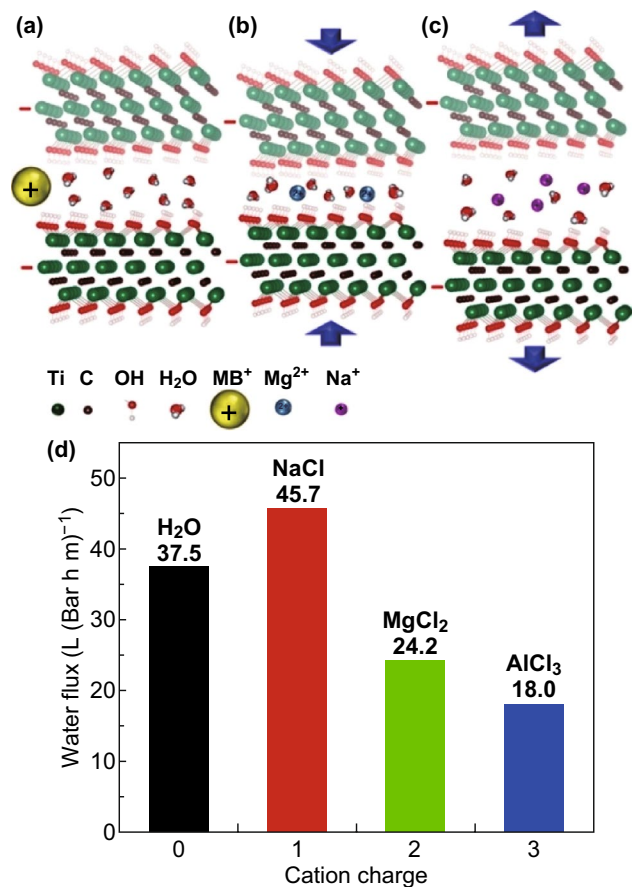 (a) (b) (c)
− − −
+
− − −
Ti C OH H₂O MB⁺ Mg²⁺ Na⁺
+
(d)
NaCl
45.7
H₂O
37.5
MgCl₂
24.2
AlCl₃
18.0
50
40
30
20
10
0
Water flux (L (Bar h m)⁻¹)
0 1 2 3
Cation charge